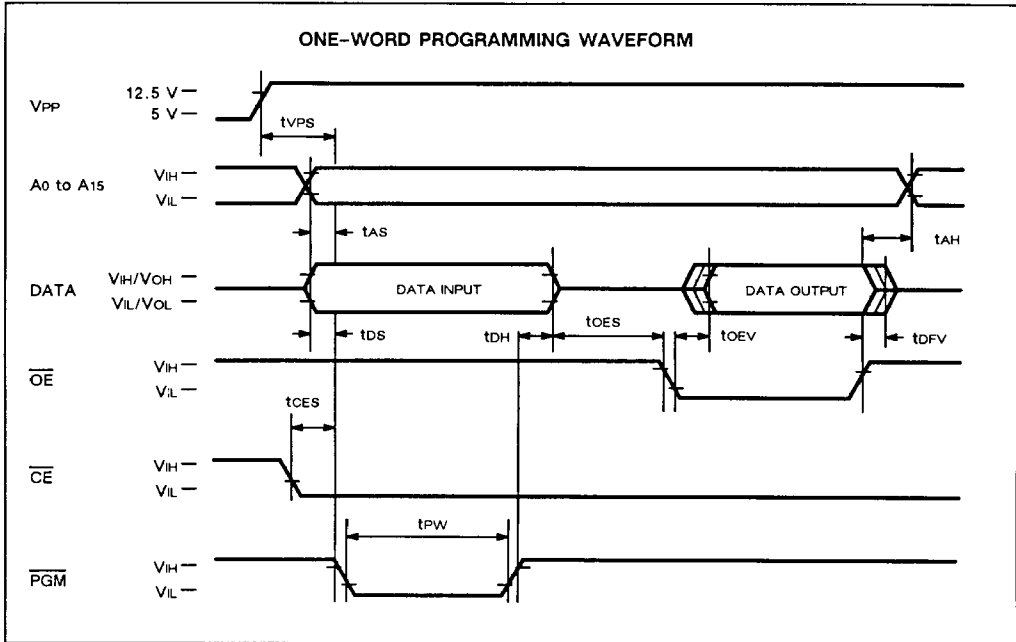 ONE-WORD PROGRAMMING WAVEFORM
VPP
12.5 V
5 V
tVPS
A0 to A15
VIH
VIL
tAS
tAH
DATA
VIH/VOH
VIL/VOL
DATA INPUT
DATA OUTPUT
tDS
tDH
tOES
tOEV
tDFV
OE
VIH
VIL
tCES
CE
VIH
VIL
tPW
PGM
VIH
VIL